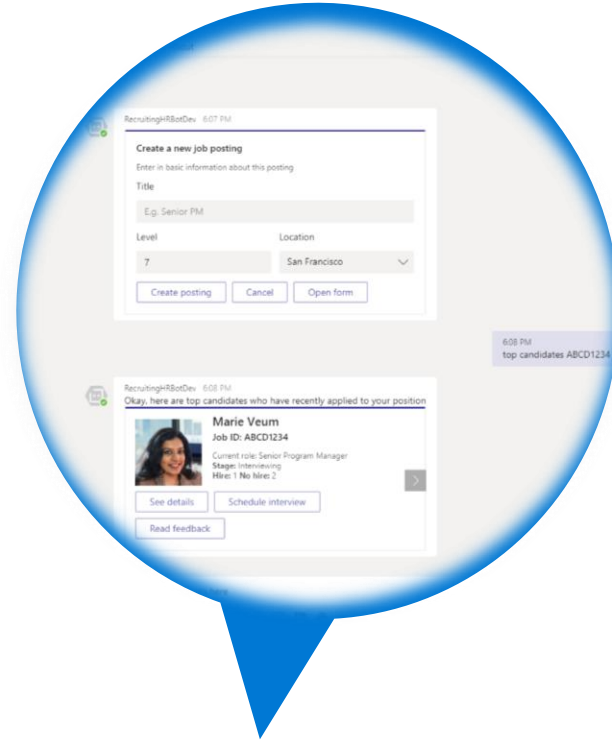 RecruitingHRBotDev 6:07 PM
Create a new job posting
Enter in basic information about this posting
Title
E.g. Senior PM
Level Location
7 San Francisco
Create posting Cancel Open form
6:08 PM
top candidates ABCD1234
RecruitingHRBotDev 6:08 PM
Okay, here are top candidates who have recently applied to your position
Marie Veum
Job ID: ABCD1234
Current role: Senior Program Manager
Stage: Interviewing
Hire: 1 No hire: 2
See details Schedule interview
Read feedback